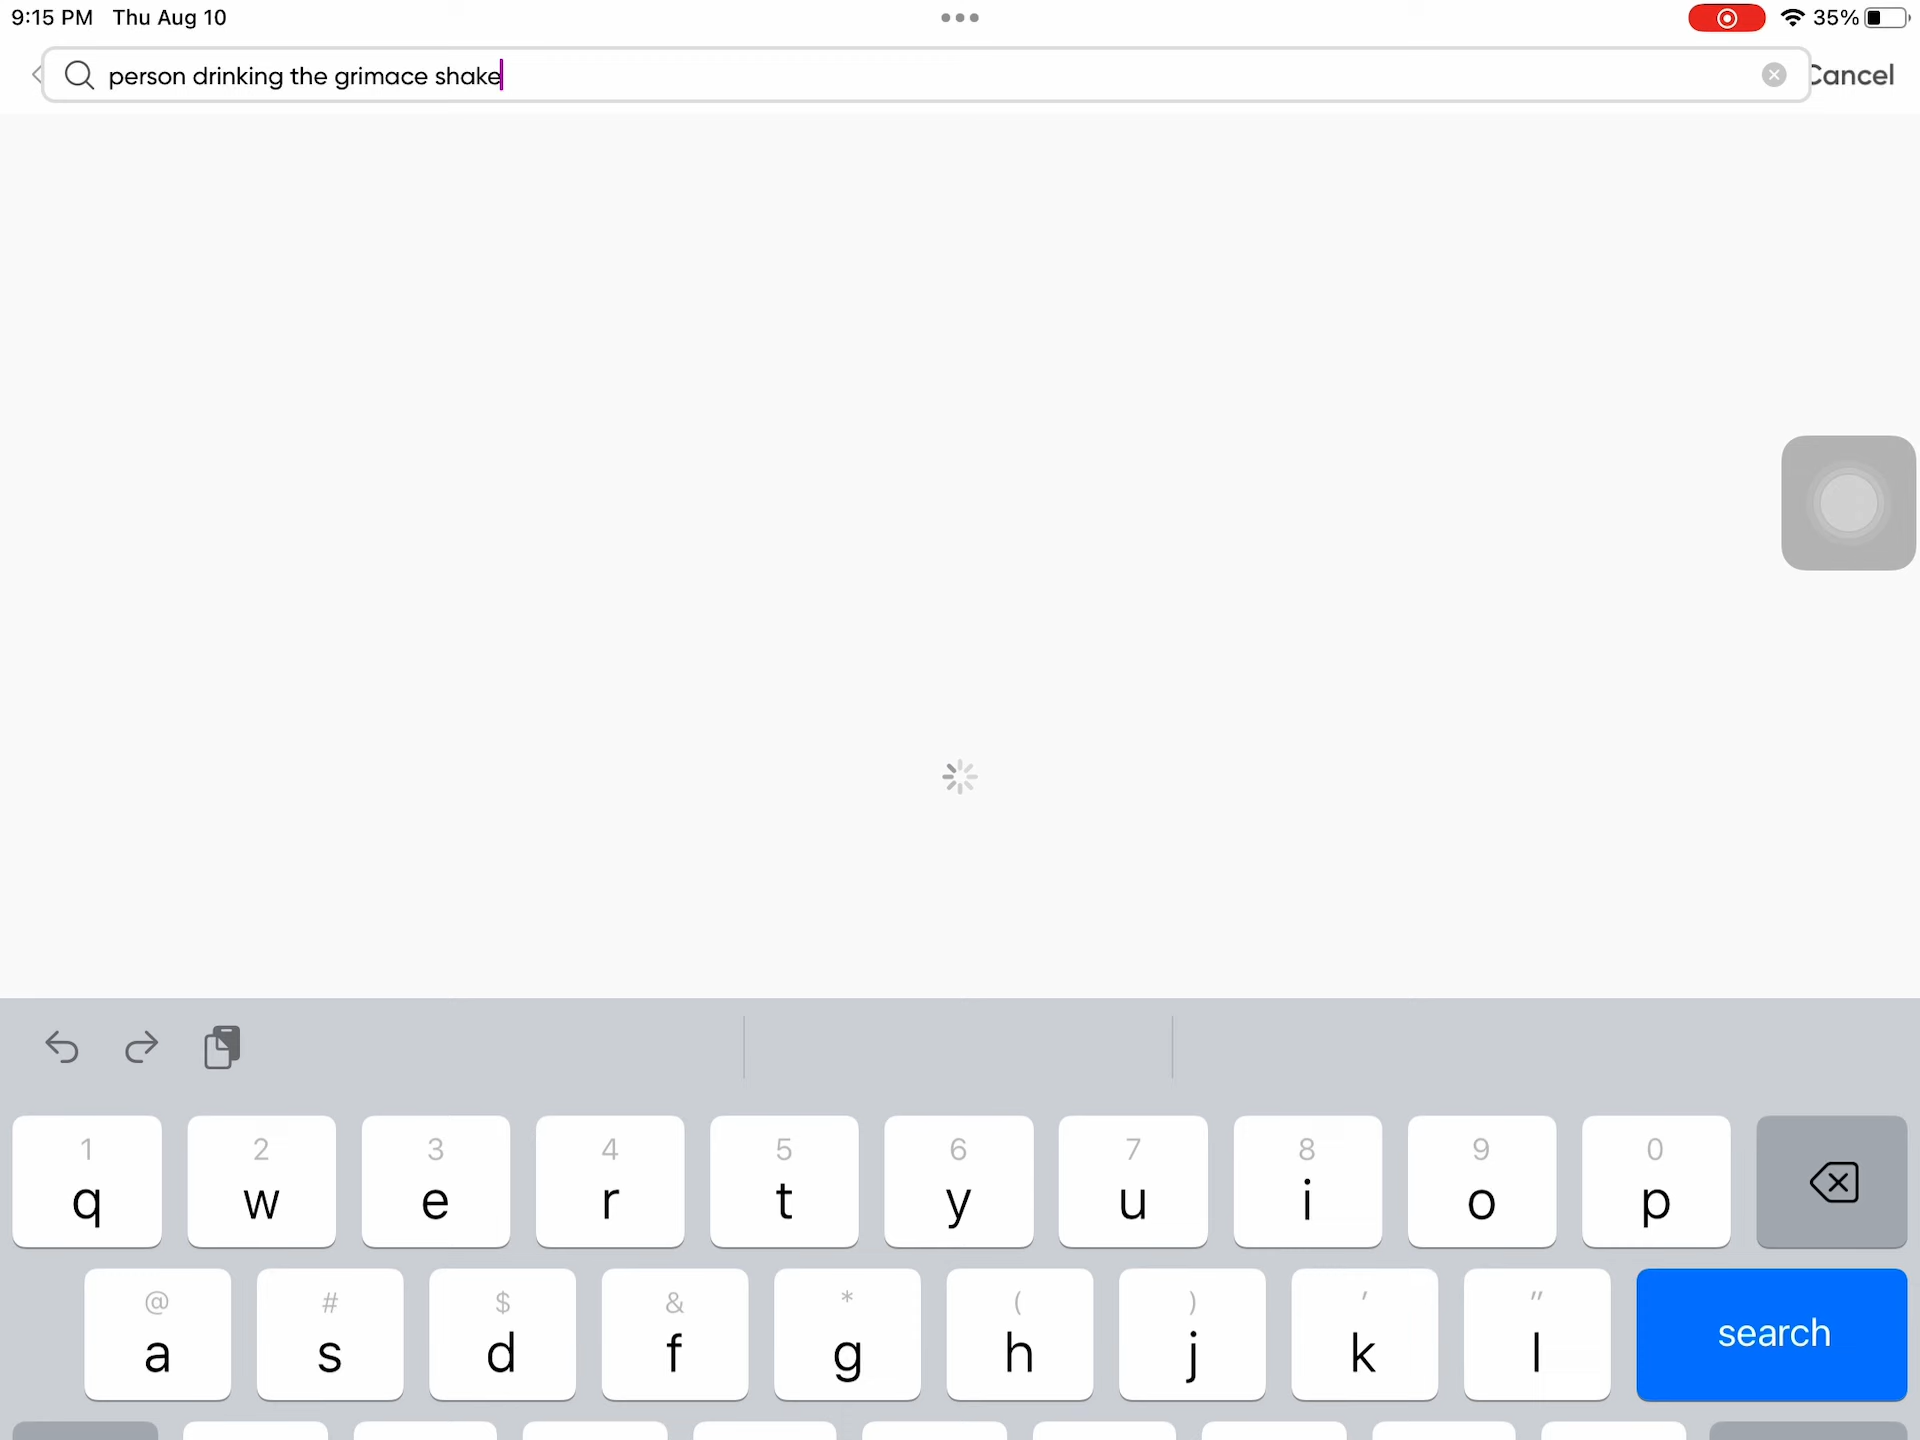 9:15 PM Thu Aug 10
35%
person drinking the grimace shake
Cancel
1 2 3 4 5 6 7 8 9 0
q w e r t y u i o p
@ # $ & * ( ) ' "
a s d f g h j k l search